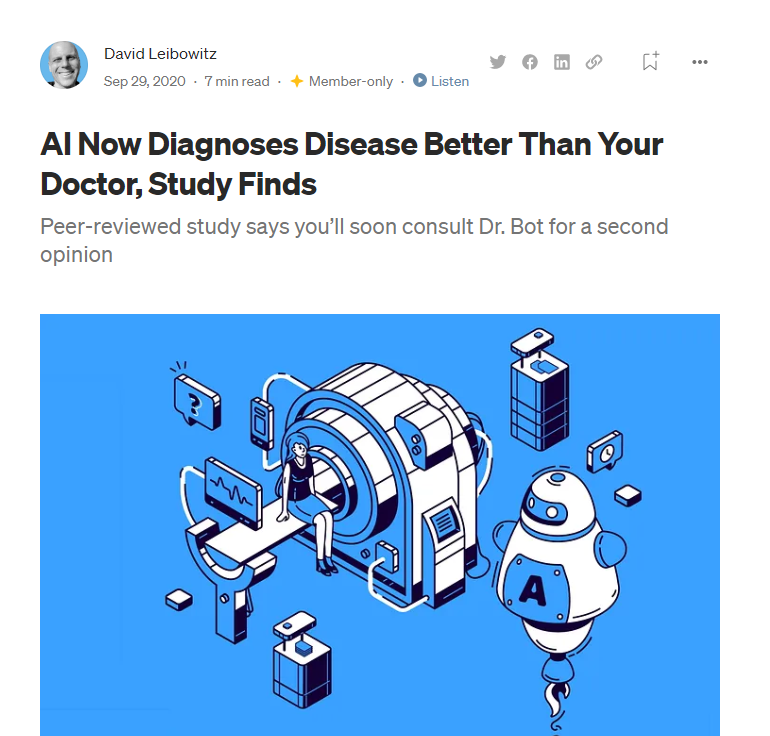 David Leibowitz
Sep 29, 2020 · 7 min read · Member-only · Listen
AI Now Diagnoses Disease Better Than Your
Doctor, Study Finds
Peer-reviewed study says you’ll soon consult Dr. Bot for a second
opinion
?
A